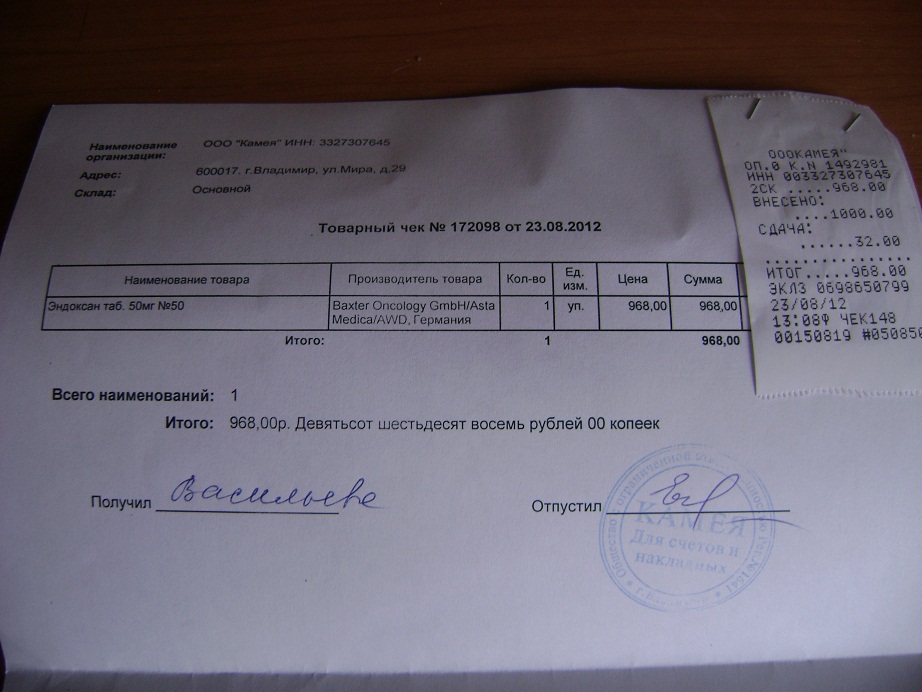 Наименование организации: ООО "Камея" ИНН: 3327307645
Адрес: 600017, г.Владимир, ул.Мира, д.29
Склад: Основной
Товарный чек № 172098 от 23.08.2012
Наименование товара Производитель товара Кол-во Ед. изм. Цена Сумма
Эндоксан таб. 50мг №50 Baxter Oncology GmbH/Asta Medica/AWD, Германия 1 уп. 968,00 968,00
Итого: 1 968,00
Всего наименований: 1
Итого: 968,00р. Девятьсот шестьдесят восемь рублей 00 копеек
Получил Васильева
Отпустил
КАМЕЯ
Для счетов и
накладных
ОООКАМЕЯ"
ОП.0 К.N 1492981
ИНН 003327307645
2СК .....968.00
ВНЕСЕНО:
....1000.00
СДАЧА:
......32.00
ИТОГ.....968.00
ЭКЛЗ 0698650799
23/08/12
13:08Ф ЧЕК148
00150819 #050850